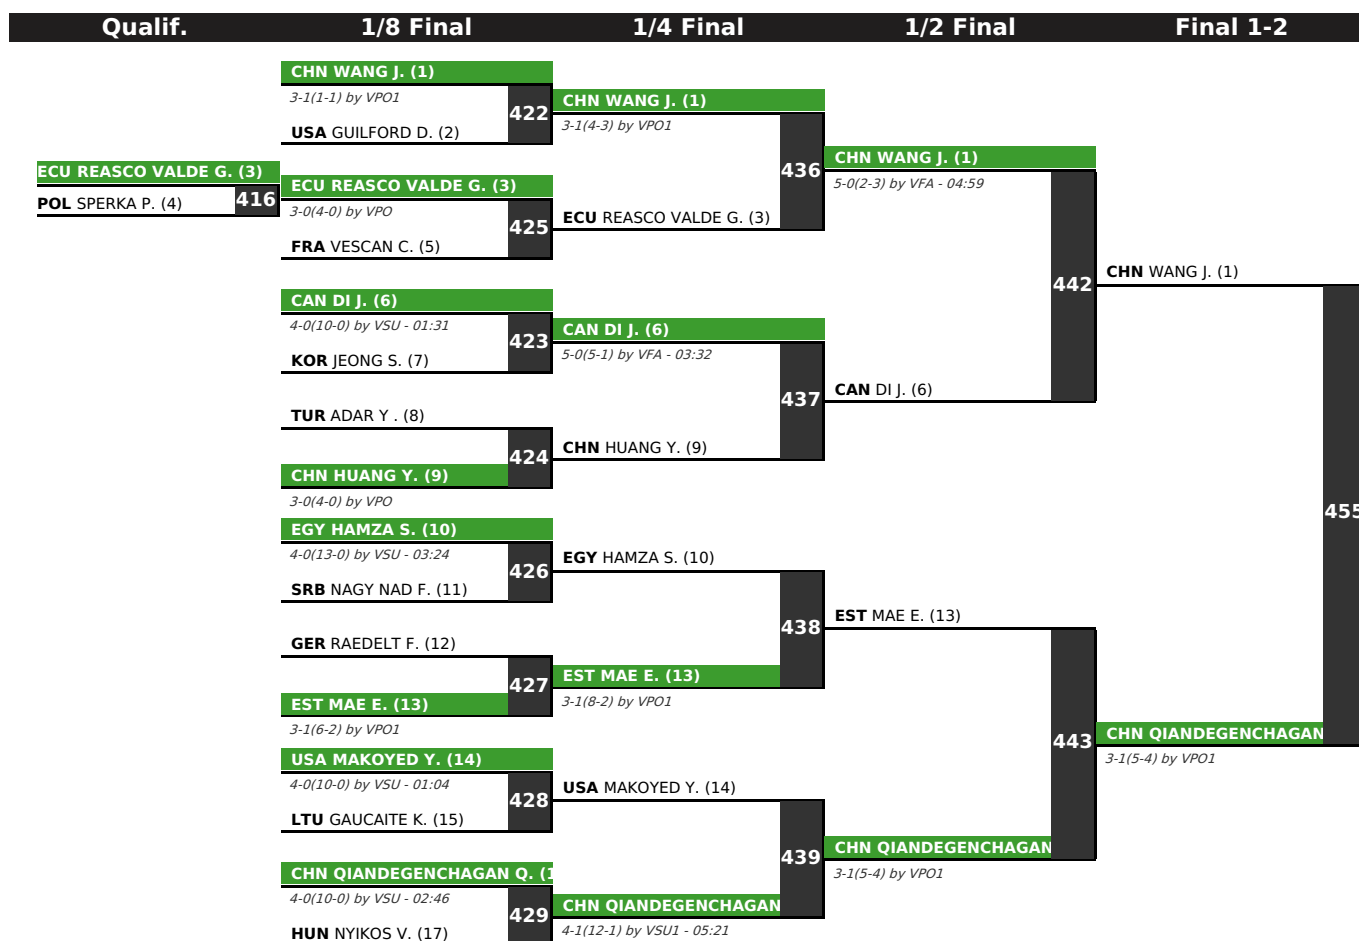 Qualif. 1/8 Final 1/4 Final 1/2 Final Final 1-2
ECU REASCO VALDE G. (3)
POL SPERKA P. (4)
416
CHN WANG J. (1)
3-1(1-1) by VPO1
USA GUILFORD D. (2)
422
ECU REASCO VALDE G. (3)
3-0(4-0) by VPO
FRA VESCAN C. (5)
425
CAN DI J. (6)
4-0(10-0) by VSU - 01:31
KOR JEONG S. (7)
423
TUR ADAR Y . (8)
424
CHN HUANG Y. (9)
3-0(4-0) by VPO
EGY HAMZA S. (10)
4-0(13-0) by VSU - 03:24
SRB NAGY NAD F. (11)
426
GER RAEDELT F. (12)
427
EST MAE E. (13)
3-1(6-2) by VPO1
USA MAKOYED Y. (14)
4-0(10-0) by VSU - 01:04
LTU GAUCAITE K. (15)
428
CHN QIANDEGENCHAGAN Q. (1
4-0(10-0) by VSU - 02:46
HUN NYIKOS V. (17)
429
CHN WANG J. (1)
3-1(4-3) by VPO1
436
ECU REASCO VALDE G. (3)
CAN DI J. (6)
5-0(5-1) by VFA - 03:32
437
CHN HUANG Y. (9)
EGY HAMZA S. (10)
438
EST MAE E. (13)
3-1(8-2) by VPO1
USA MAKOYED Y. (14)
439
CHN QIANDEGENCHAGAN
4-1(12-1) by VSU1 - 05:21
CHN WANG J. (1)
5-0(2-3) by VFA - 04:59
442
CAN DI J. (6)
EST MAE E. (13)
443
CHN QIANDEGENCHAGAN
3-1(5-4) by VPO1
CHN WANG J. (1)
455
CHN QIANDEGENCHAGAN
3-1(5-4) by VPO1